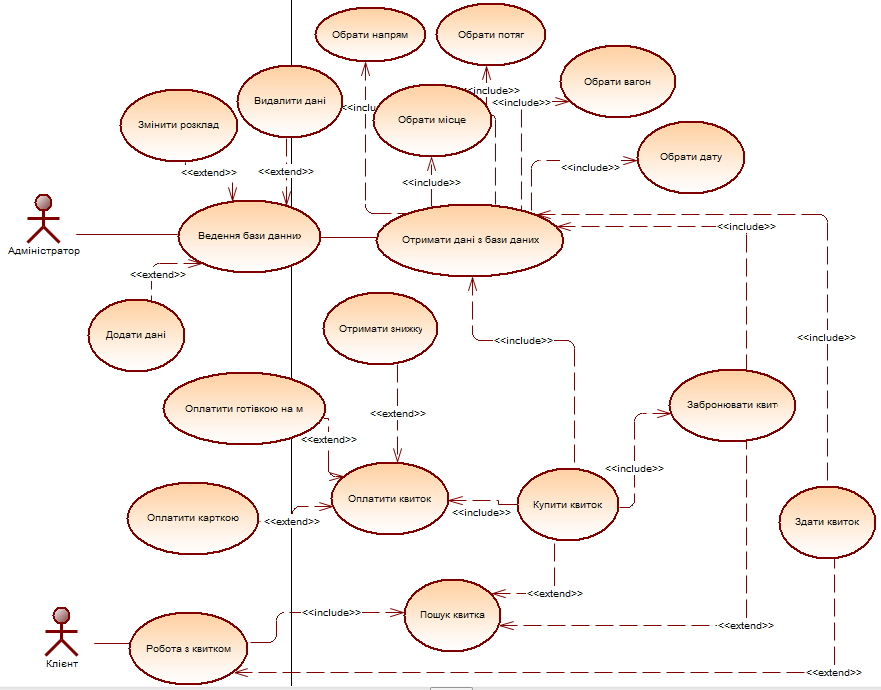 Обрати напрям
Обрати потяг
<<include>>
Обрати вагон
Видалити дані
<<inclu
<<include>>
Змінити розклад
Обрати місце
Обрати дату
<<extend>>
<<extend>>
<<include>>
<<include>>
Адміністратор
Ведення бази данних
Отримати дані з бази даних
<<include>>
<<extend>>
Додати дані
Отримати знижку
<<include>>
<<include>>
Оплатити готівкою на м
<<extend>>
Забронювати квит
<<extend>>
<<include>>
Оплатити квиток
Купити квиток
<<include>>
Оплатити карткою
<<extend>>
Здати квиток
<<extend>>
<<include>>
Пошук квитка
<<extend>>
Клієнт
Робота з квитком
<<extend>>